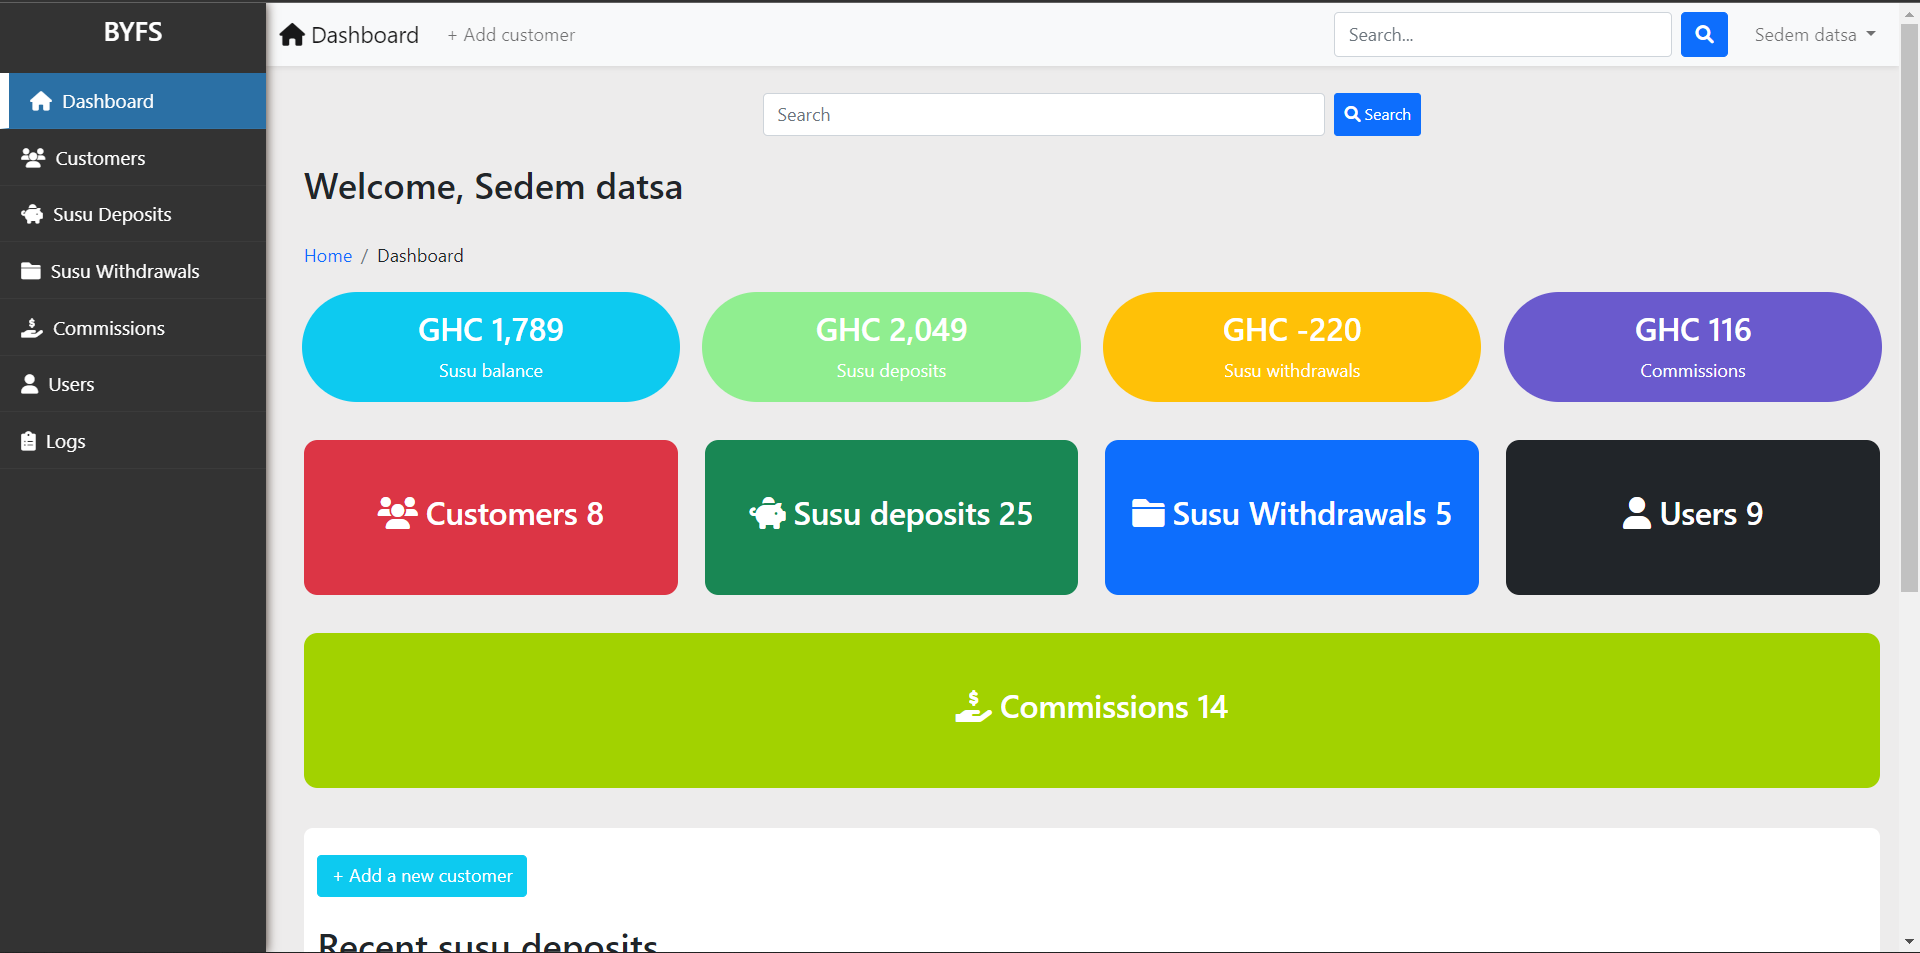 BYFS
Dashboard
Customers
Susu Deposits
Susu Withdrawals
Commissions
Users
Logs
Dashboard + Add customer Search... Sedem datsa
Search Search
Welcome, Sedem datsa
Home / Dashboard
GHC 1,789
Susu balance
GHC 2,049
Susu deposits
GHC -220
Susu withdrawals
GHC 116
Commissions
Customers 8
Susu deposits 25
Susu Withdrawals 5
Users 9
Commissions 14
+ Add a new customer
Recent susu deposits